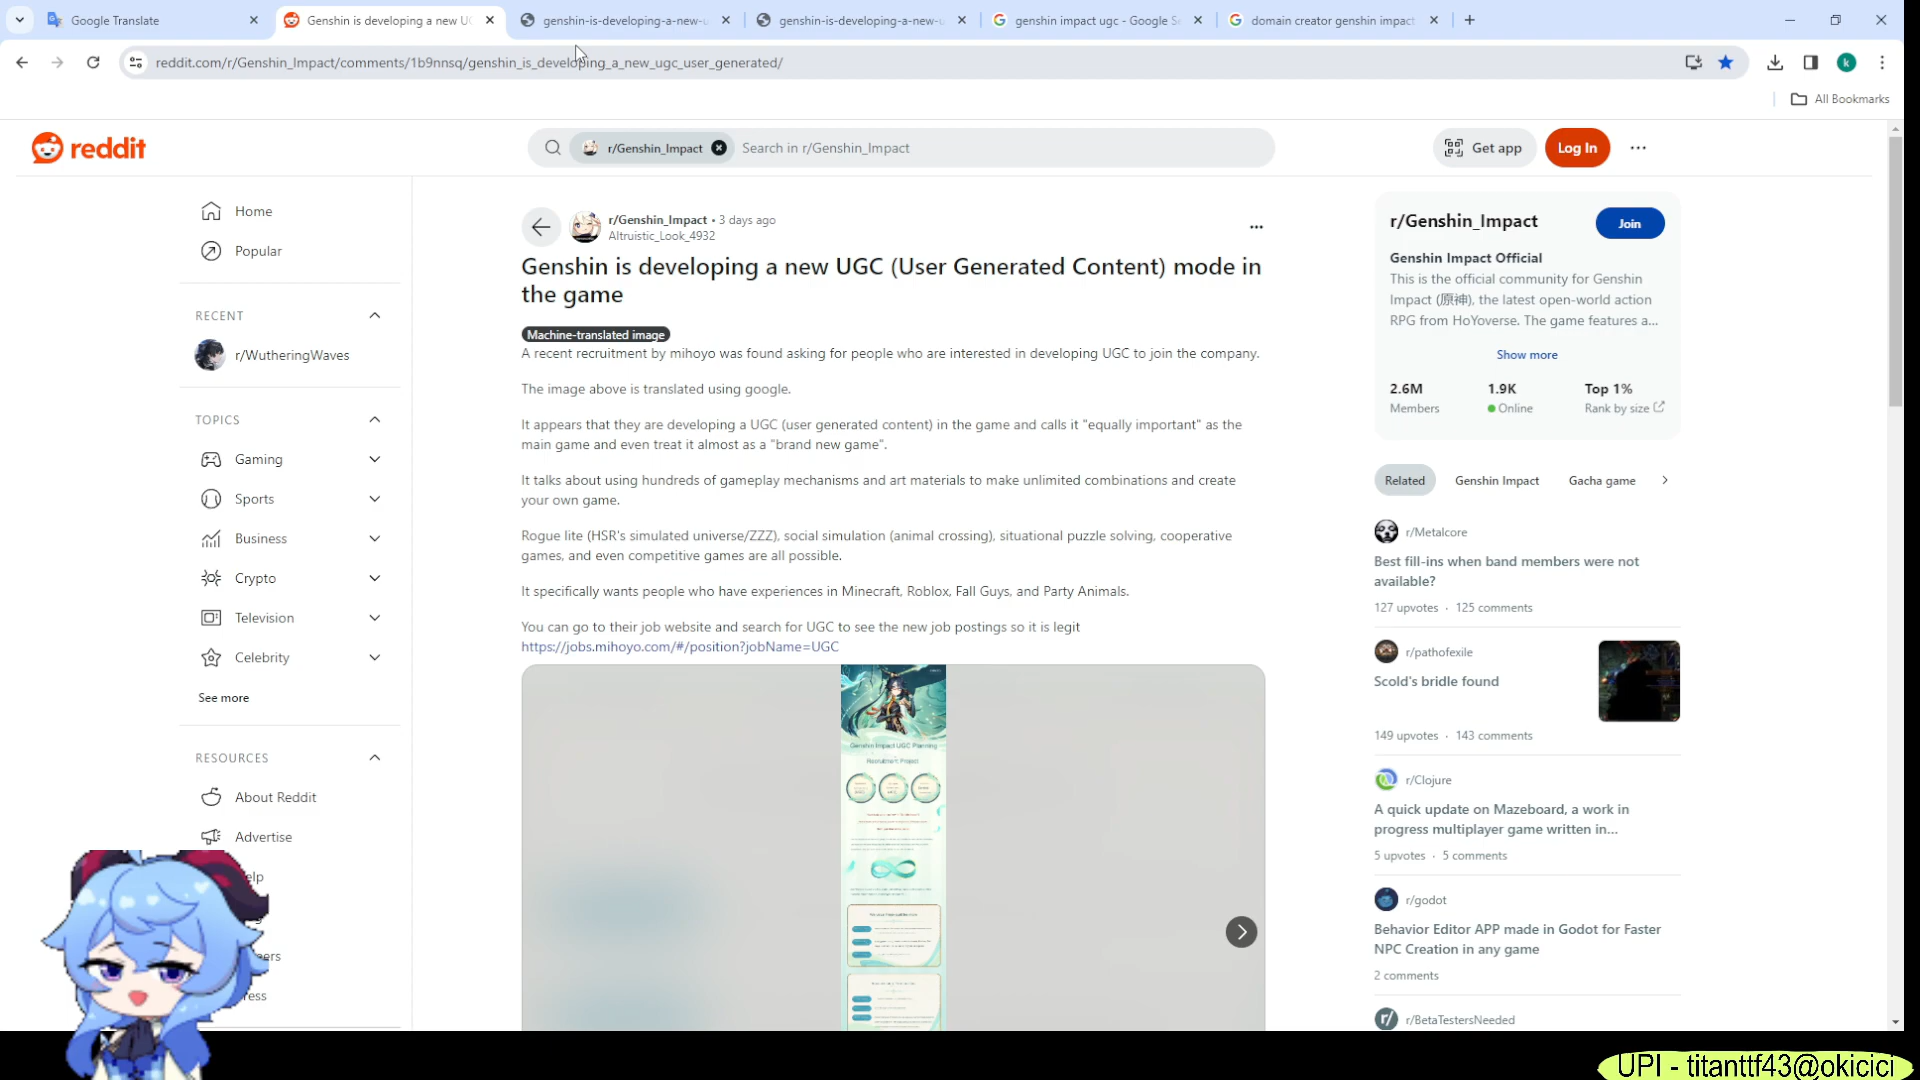 Google Translate
Genshin is developing a new UG
genshin-is-developing-a-new-u
genshin-is-developing-a-new-u
genshin impact ugc - Google Se
domain creator genshin impact
reddit.com/r/Genshin_Impact/comments/1b9nnsq/genshin_is_developing_a_new_ugc_user_generated/
k
All Bookmarks
reddit
r/Genshin_Impact
Search in r/Genshin_Impact
Get app
Log In
Home
Popular
RECENT
r/WutheringWaves
TOPICS
Gaming
Sports
Business
Crypto
Television
Celebrity
See more
RESOURCES
About Reddit
Advertise
elp
eers
ress
r/Genshin_Impact • 3 days ago
Altruistic_Look_4932
Genshin is developing a new UGC (User Generated Content) mode in
the game
Machine-translated image
A recent recruitment by mihoyo was found asking for people who are interested in developing UGC to join the company.
The image above is translated using google.
It appears that they are developing a UGC (user generated content) in the game and calls it "equally important" as the
main game and even treat it almost as a "brand new game".
It talks about using hundreds of gameplay mechanisms and art materials to make unlimited combinations and create
your own game.
Rogue lite (HSR's simulated universe/ZZZ), social simulation (animal crossing), situational puzzle solving, cooperative
games, and even competitive games are all possible.
It specifically wants people who have experiences in Minecraft, Roblox, Fall Guys, and Party Animals.
You can go to their job website and search for UGC to see the new job postings so it is legit
https://jobs.mihoyo.com/#/position?jobName=UGC
Genshin Impact UGC Planning
Recruitment Project
r/Genshin_Impact
Join
Genshin Impact Official
This is the official community for Genshin
Impact (原神), the latest open-world action
RPG from HoYoverse. The game features a...
Show more
2.6M
Members
1.9K
Online
Top 1%
Rank by size
Related
Genshin Impact
Gacha game
r/Metalcore
Best fill-ins when band members were not
available?
127 upvotes · 125 comments
r/pathofexile
Scold's bridle found
149 upvotes · 143 comments
r/Clojure
A quick update on Mazeboard, a work in
progress multiplayer game written in...
5 upvotes · 5 comments
r/godot
Behavior Editor APP made in Godot for Faster
NPC Creation in any game
2 comments
r/BetaTestersNeeded
UPI - titanttf43@okicici